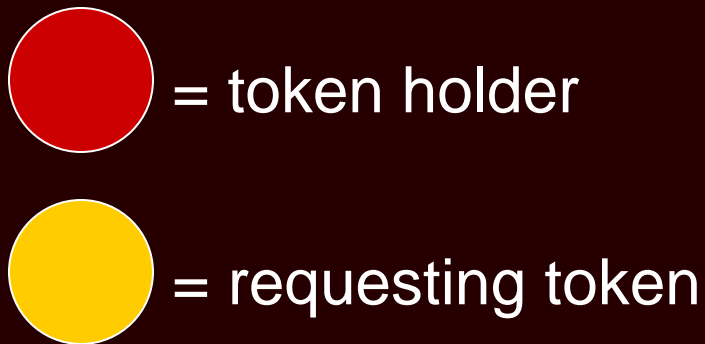 = token holder
= requesting token